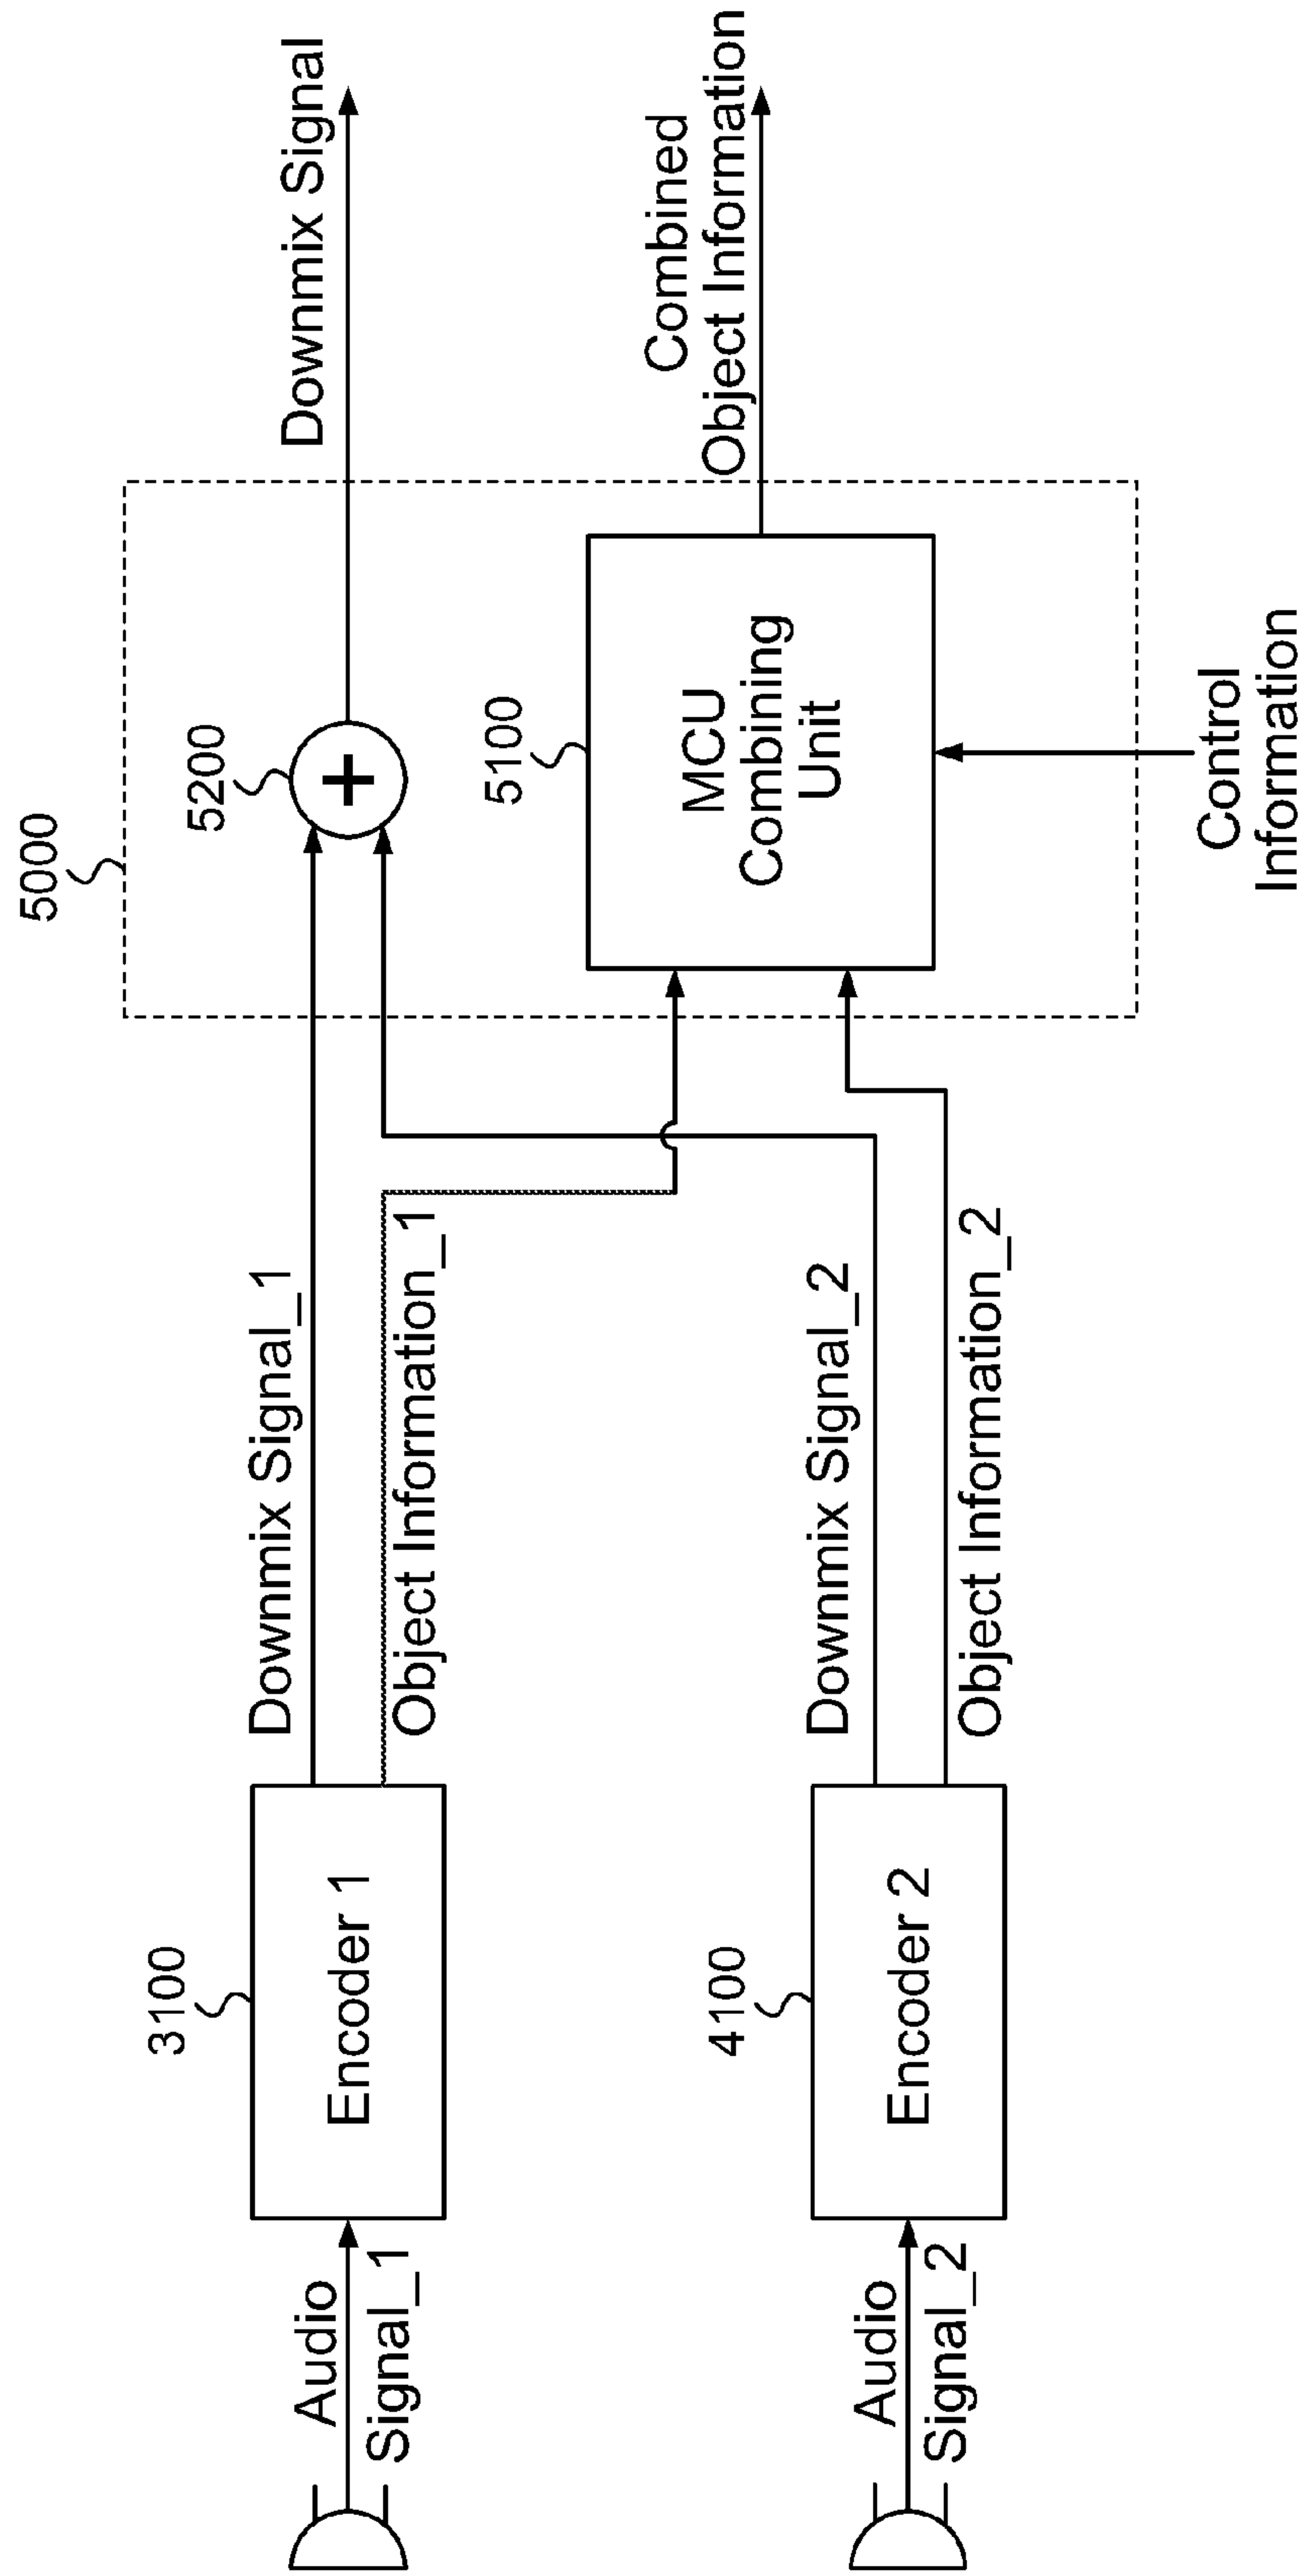 5000
5200
Downmix Signal
5100
MCU
Combining
Unit
Combined
Object Information
Control
Information
Downmix Signal_1
Object Information_1
Downmix Signal_2
Object Information_2
3100
Encoder 1
4100
Encoder 2
Audio
Signal_1
Audio
Signal_2